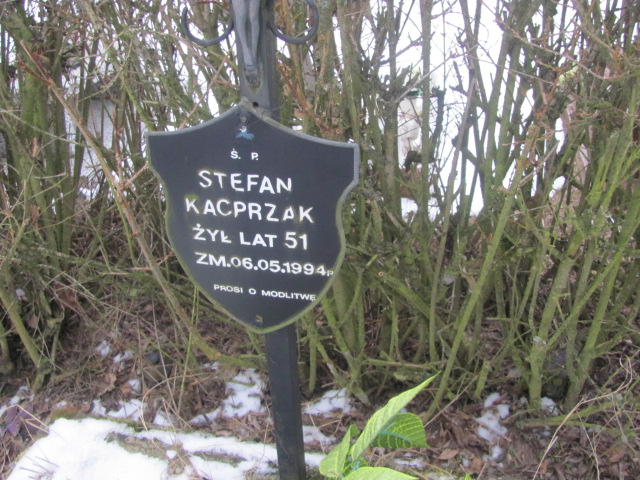 Ś. P.
STEFAN
KACPRZAK
ŻYŁ LAT 51
ZM.06.05.1994R
PROSI O MODLITWĘ